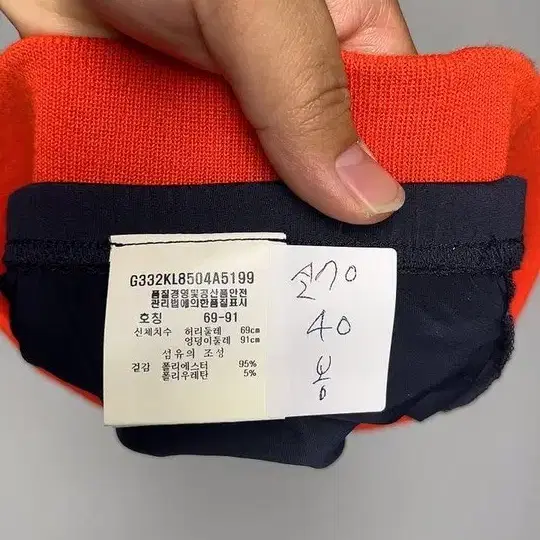 G332KL8504A5199
품질경영및공산품안전
관리법에의한품질표시
호칭 69-91
신체치수 허리둘레 69cm
엉덩이둘레 91cm
섬유의 조성
겉감 폴리에스터 95%
폴리우레탄 5%
실70
40
봉